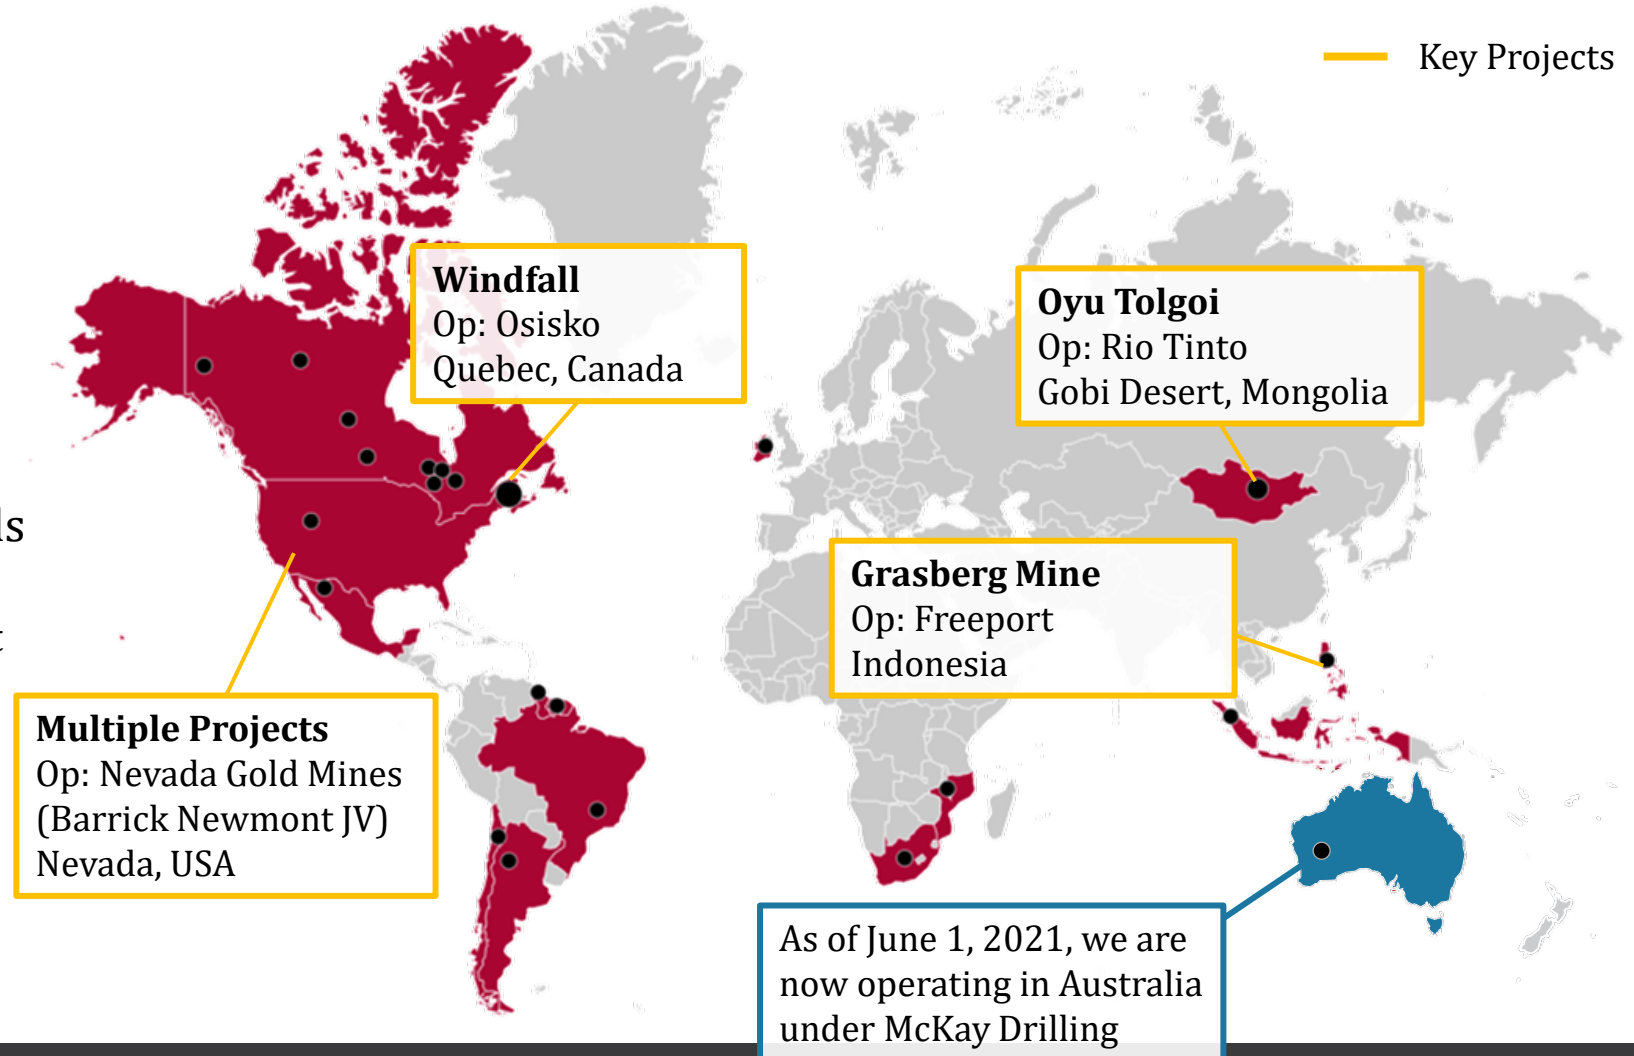 Key Projects
Windfall
Op: Osisko
Quebec, Canada
Oyu Tolgoi
Op: Rio Tinto
Gobi Desert, Mongolia
Grasberg Mine
Op: Freeport
Indonesia
Multiple Projects
Op: Nevada Gold Mines
(Barrick Newmont JV)
Nevada, USA
As of June 1, 2021, we are
now operating in Australia
under McKay Drilling